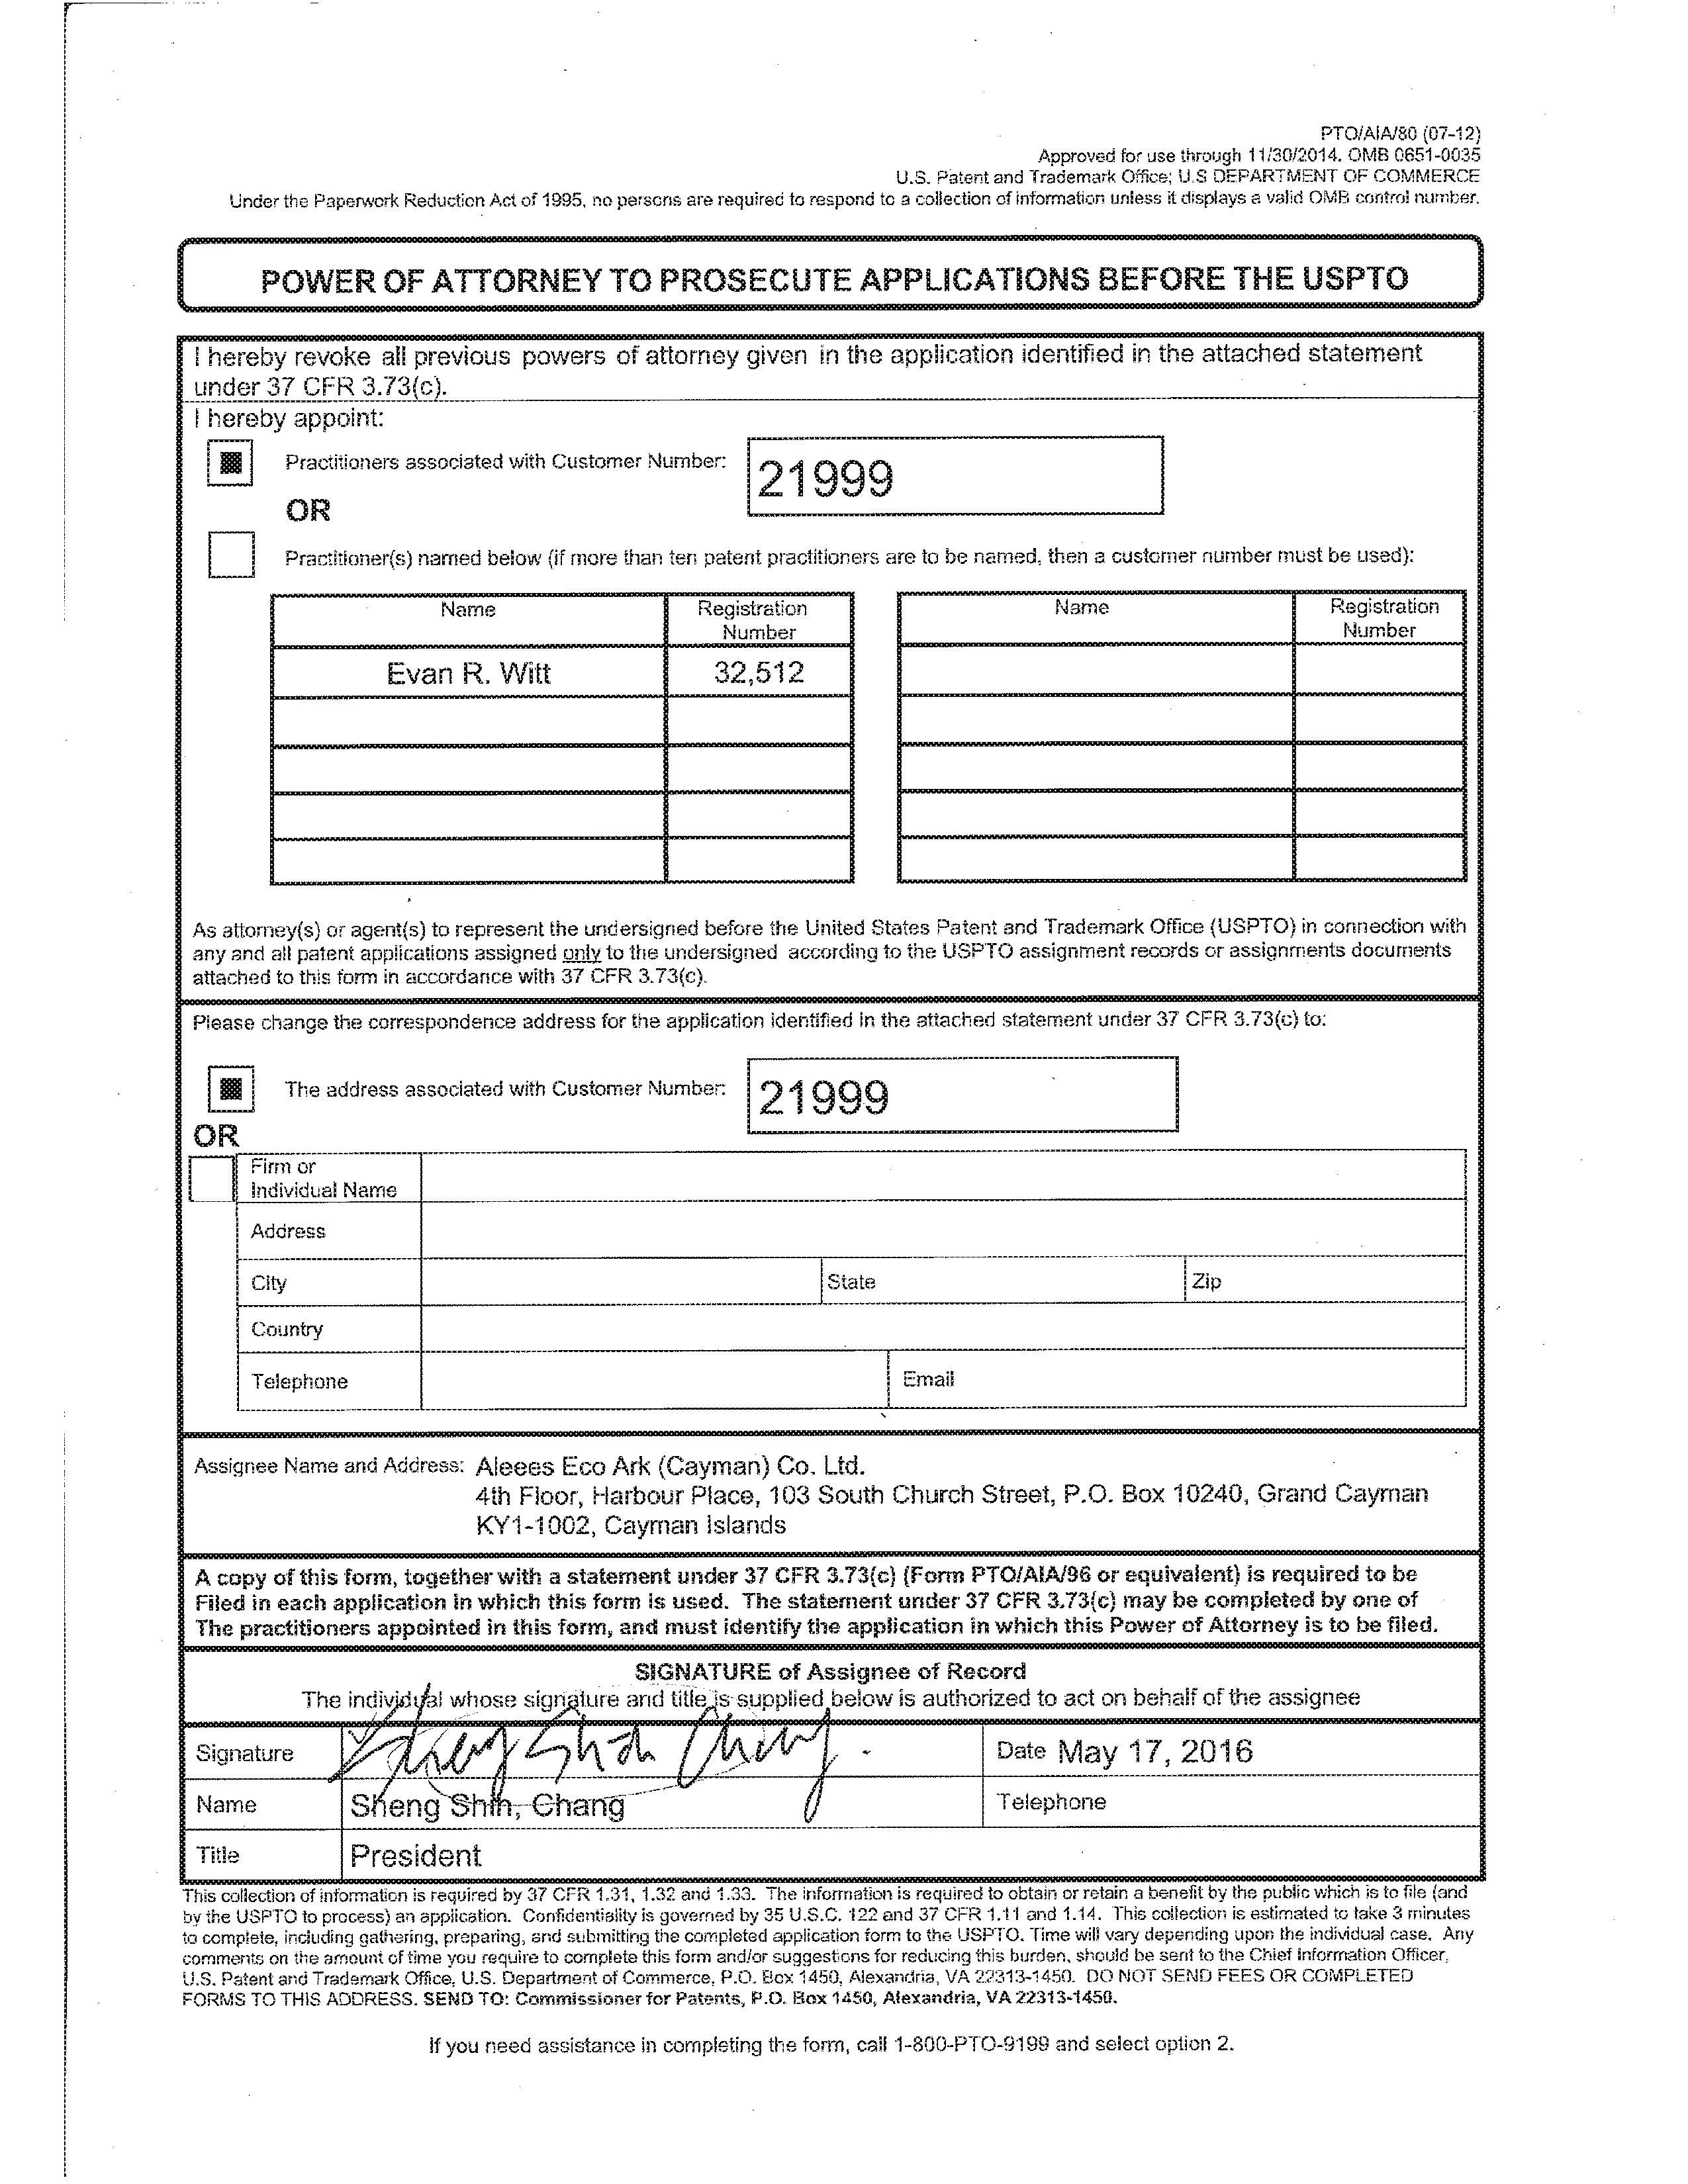 PTO/AIA/80 (07-12)
Approved for use through 11/30/2014. OMB 0651-0035
U.S. Patent and Trademark Office; U.S DEPARTMENT OF COMMERCE
Under the Paperwork Reduction Act of 1995, no persons are required to respond to a collection of information unless it displays a valid OMB control number.
POWER OF ATTORNEY TO PROSECUTE APPLICATIONS BEFORE THE USPTO
I hereby revoke all previous powers of attorney given in the application identified in the attached statement
under 37 CFR 3.73(c).
I hereby appoint:
Practitioners associated with Customer Number: 21999
OR
Practitioner(s) named below (if more than ten patent practitioners are to be named, then a customer number must be used):
Name Registration Number Name Registration Number
Evan R. Witt 32,512
As attorney(s) or agent(s) to represent the undersigned before the United States Patent and Trademark Office (USPTO) in connection with
any and all patent applications assigned only to the undersigned according to the USPTO assignment records or assignments documents
attached to this form in accordance with 37 CFR 3.73(c).
Please change the correspondence address for the application identified in the attached statement under 37 CFR 3.73(c) to:
The address associated with Customer Number: 21999
OR
Firm or
Individual Name
Address
City State Zip
Country
Telephone Email
Assignee Name and Address: Aleees Eco Ark (Cayman) Co. Ltd.
4th Floor, Harbour Place, 103 South Church Street, P.O. Box 10240, Grand Cayman
KY1-1002, Cayman Islands
A copy of this form, together with a statement under 37 CFR 3.73(c) (Form PTO/AIA/96 or equivalent) is required to be
Filed in each application in which this form is used. The statement under 37 CFR 3.73(c) may be completed by one of
The practitioners appointed in this form, and must identify the application in which this Power of Attorney is to be filed.
SIGNATURE of Assignee of Record
The individual whose signature and title is supplied below is authorized to act on behalf of the assignee
Signature Sheng Shih Chang Date May 17, 2016
Name Sheng Shih, Chang Telephone
Title President
This collection of information is required by 37 CFR 1.31, 1.32 and 1.33. The information is required to obtain or retain a benefit by the public which is to file (and
by the USPTO to process) an application. Confidentiality is governed by 35 U.S.C. 122 and 37 CFR 1.11 and 1.14. This collection is estimated to take 3 minutes
to complete, including gathering, preparing, and submitting the completed application form to the USPTO. Time will vary depending upon the individual case. Any
comments on the amount of time you require to complete this form and/or suggestions for reducing this burden, should be sent to the Chief Information Officer,
U.S. Patent and Trademark Office, U.S. Department of Commerce, P.O. Box 1450, Alexandria, VA 22313-1450. DO NOT SEND FEES OR COMPLETED
FORMS TO THIS ADDRESS. SEND TO: Commissioner for Patents, P.O. Box 1450, Alexandria, VA 22313-1450.
If you need assistance in completing the form, call 1-800-PTO-9199 and select option 2.